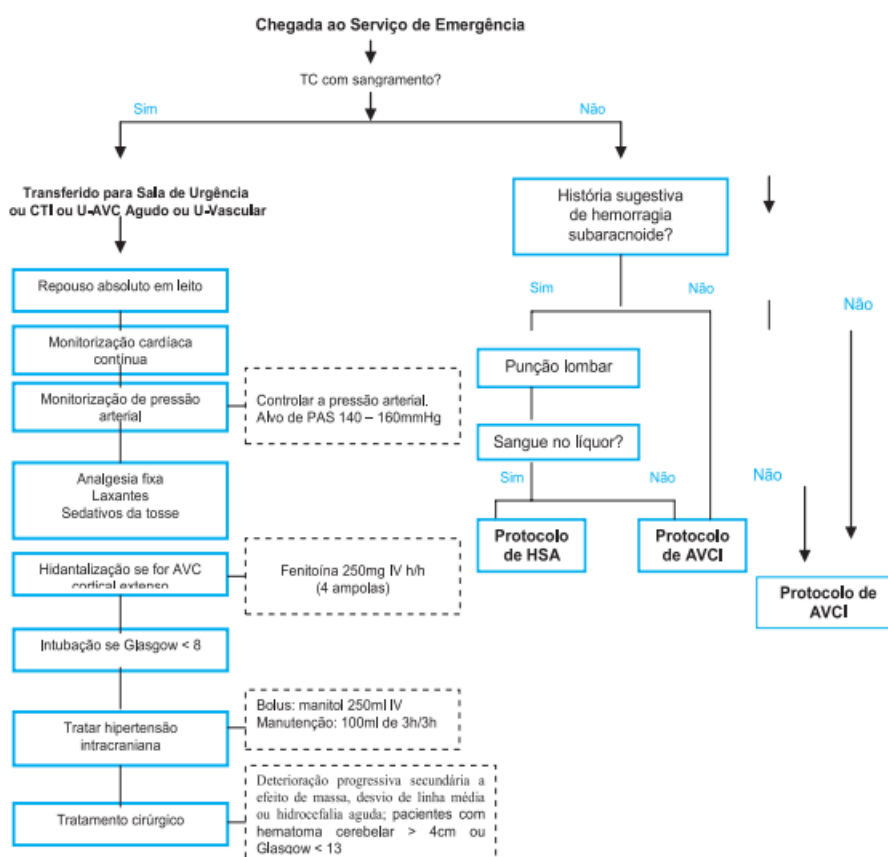 Chegada ao Serviço de Emergência
TC com sangramento?
Sim
Não
Transferido para Sala de Urgência
ou CTI ou U-AVC Agudo ou U-Vascular
Repouso absoluto em leito
Monitorização cardíaca
contínua
Monitorização de pressão
arterial
Controlar a pressão arterial.
Alvo de PAS 140 – 160mmHg
Analgesia fixa
Laxantes
Sedativos da tosse
Hidantalização se for AVC
cortical extenso
Fenitoína 250mg IV h/h
(4 ampolas)
Intubação se Glasgow < 8
Tratar hipertensão
intracraniana
Bolus: manitol 250ml IV
Manutenção: 100ml de 3h/3h
Tratamento cirúrgico
Deterioração progressiva secundária a
efeito de massa, desvio de linha média
ou hidrocefalia aguda; pacientes com
hematoma cerebelar > 4cm ou
Glasgow < 13
História sugestiva
de hemorragia
subaracnoide?
Sim
Não
Não
Punção lombar
Sangue no líquor?
Sim
Não
Não
Protocolo
de HSA
Protocolo
de AVCI
Protocolo de
AVCI